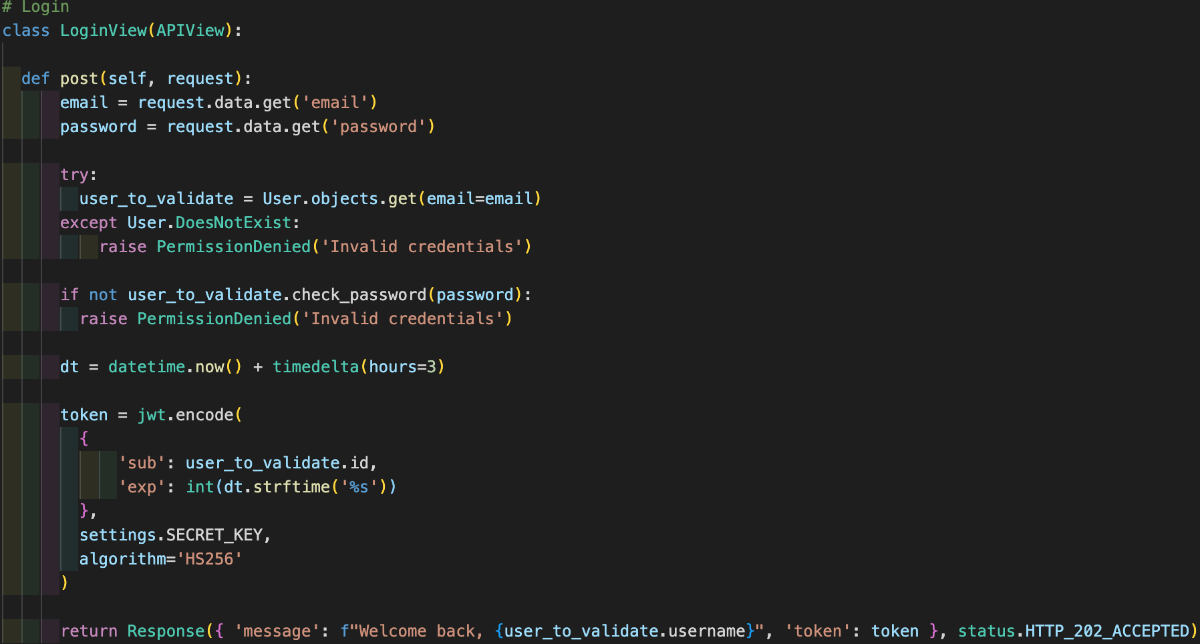 # Login
class LoginView(APIView):
def post(self, request):
email = request.data.get('email')
password = request.data.get('password')
try:
user_to_validate = User.objects.get(email=email)
except User.DoesNotExist:
raise PermissionDenied('Invalid credentials')
if not user_to_validate.check_password(password):
raise PermissionDenied('Invalid credentials')
dt = datetime.now() + timedelta(hours=3)
token = jwt.encode(
{
'sub': user_to_validate.id,
'exp': int(dt.strftime('%s'))
},
settings.SECRET_KEY,
algorithm='HS256'
)
return Response({ 'message': f"Welcome back, {user_to_validate.username}", 'token': token }, status.HTTP_202_ACCEPTED)